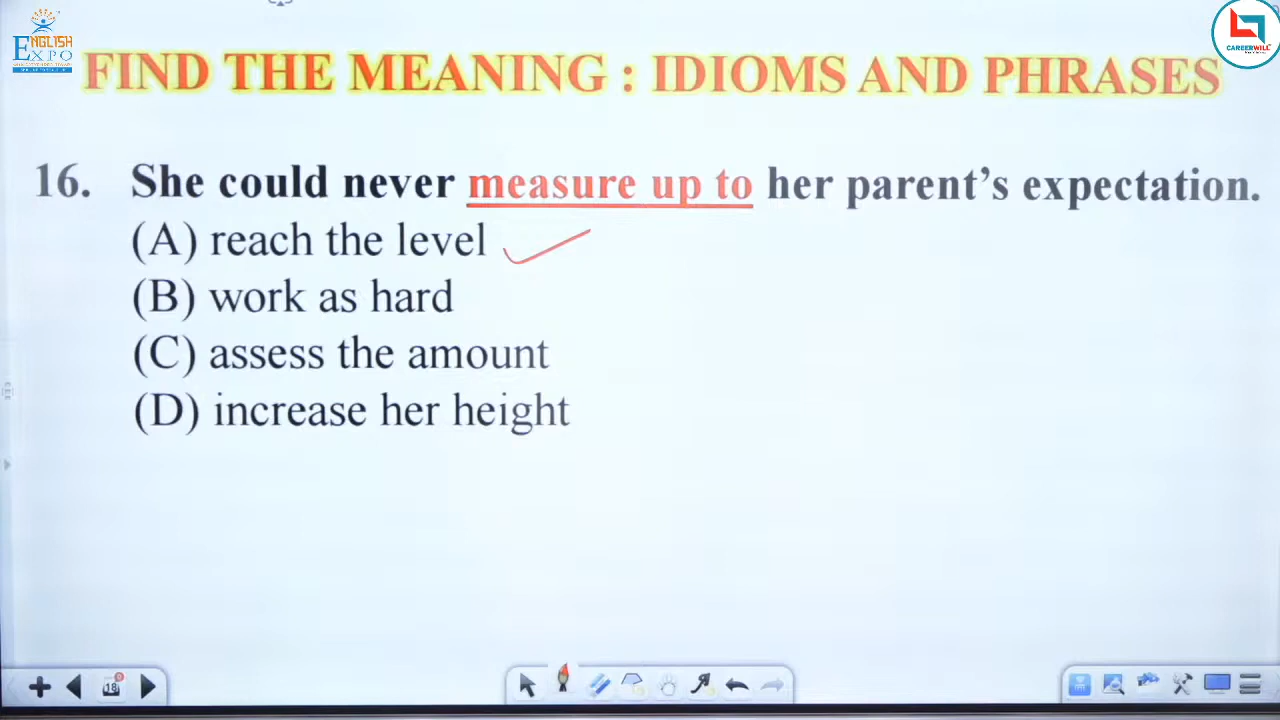 ENGLISH
EXPO
CAREERWILL
FIND THE MEANING : IDIOMS AND PHRASES
16. She could never measure up to her parent's expectation.
(A) reach the level
(B) work as hard
(C) assess the amount
(D) increase her height
18